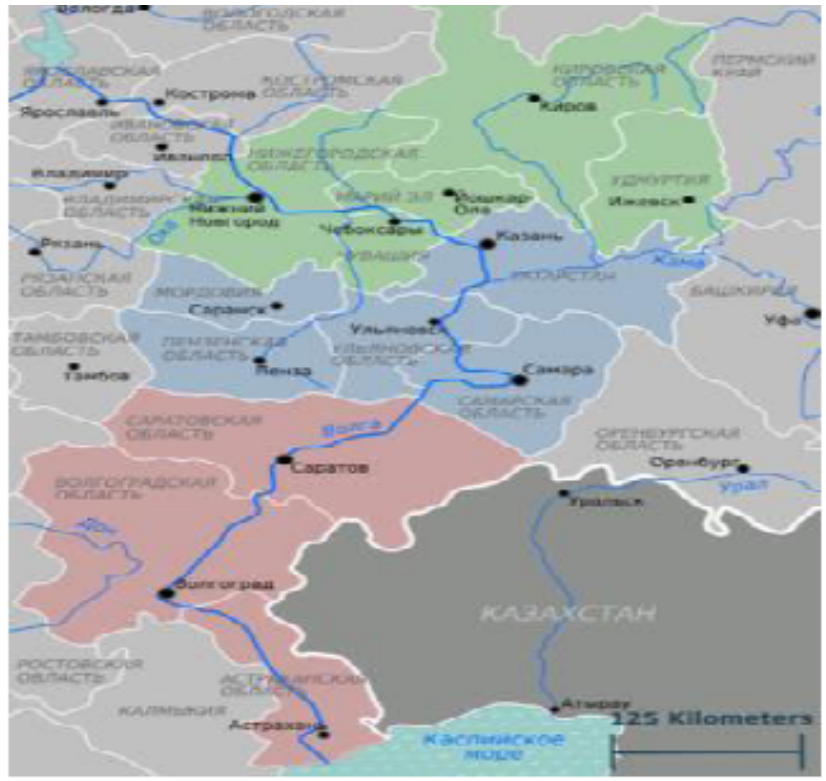 Вологда
ВОЛОГОДСКАЯ
ОБЛАСТЬ
ЯРОСЛАВСКАЯ
ОБЛАСТЬ
Ярославль
Кострома
КОСТРОМСКАЯ
ОБЛАСТЬ
КИРОВСКАЯ
ОБЛАСТЬ
Киров
ПЕРМСКИЙ
КРАЙ
ИВАНОВСКАЯ
ОБЛАСТЬ
НИЖЕГОРОДСКАЯ
ОБЛАСТЬ
Владимир
ВЛАДИМИРСКАЯ
ОБЛАСТЬ
Нижний
Новгород
МАРИЙ ЭЛ
Йошкар-
Ола
УДМУРТИЯ
Ижевск
Ока
Чебоксары
ЧУВАШИЯ
Казань
Рязань
РЯЗАНСКАЯ
ОБЛАСТЬ
Кама
МОРДОВИЯ
Саранск
БАШКИРИЯ
Уфа
ТАМБОВСКАЯ
ОБЛАСТЬ
Тамбов
ПЕНЗЕНСКАЯ
ОБЛАСТЬ
Пенза
УЛЬЯНОВСКАЯ
ОБЛАСТЬ
Самара
САМАРСКАЯ
ОБЛАСТЬ
САРАТОВСКАЯ
ОБЛАСТЬ
Волга
Саратов
ОРЕНБУРГСКАЯ
ОБЛАСТЬ
Оренбург
Урал
Уральск
ВОЛГОГРАДСКАЯ
ОБЛАСТЬ
Дон
Волгоград
КАЗАХСТАН
РОСТОВСКАЯ
ОБЛАСТЬ
КАЛМЫКИЯ
АСТРАХАНСКАЯ
ОБЛАСТЬ
Астрахань
Атырау
Каспийское
море
125 Kilometers